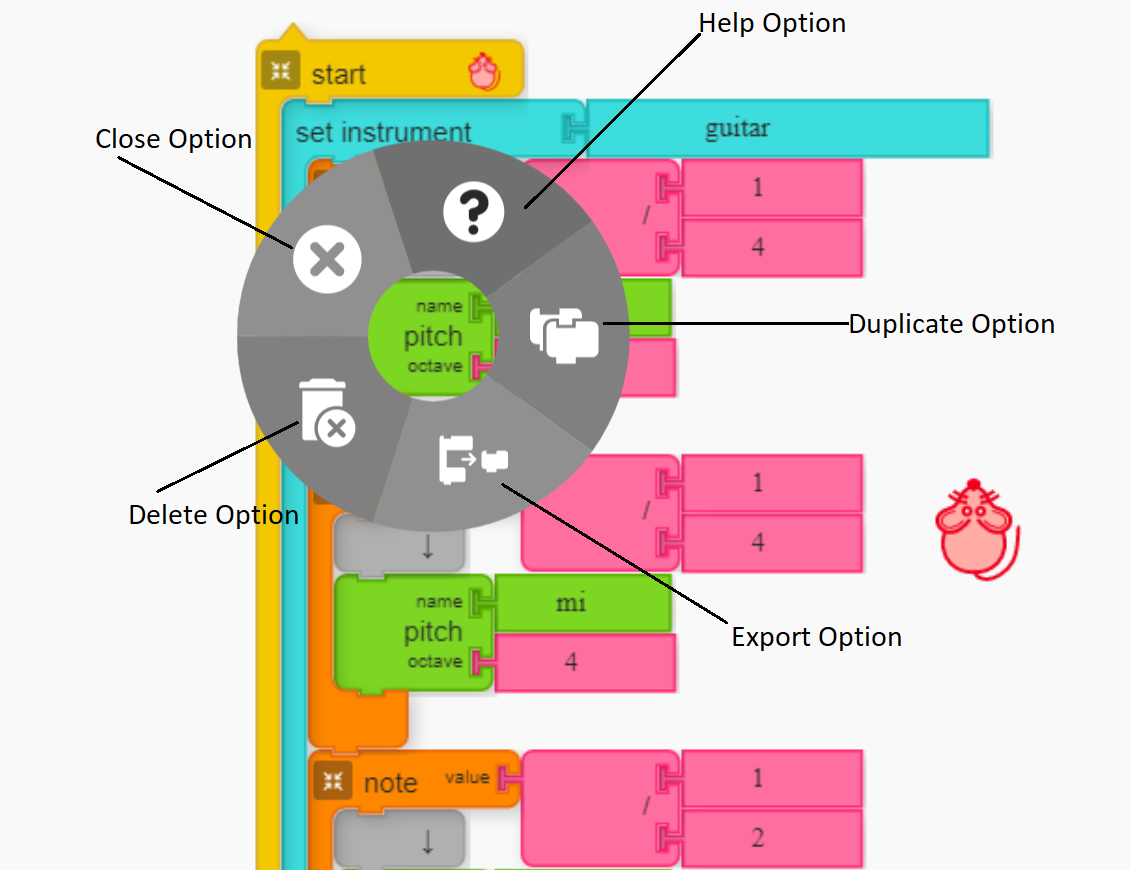 Help Option
start
Close Option
set instrument
guitar
1
/
4
?
name
pitch
octave
Duplicate Option
Delete Option
1
/
4
↓
name
mi
pitch
octave
4
Export Option
note
value
1
/
2
↓